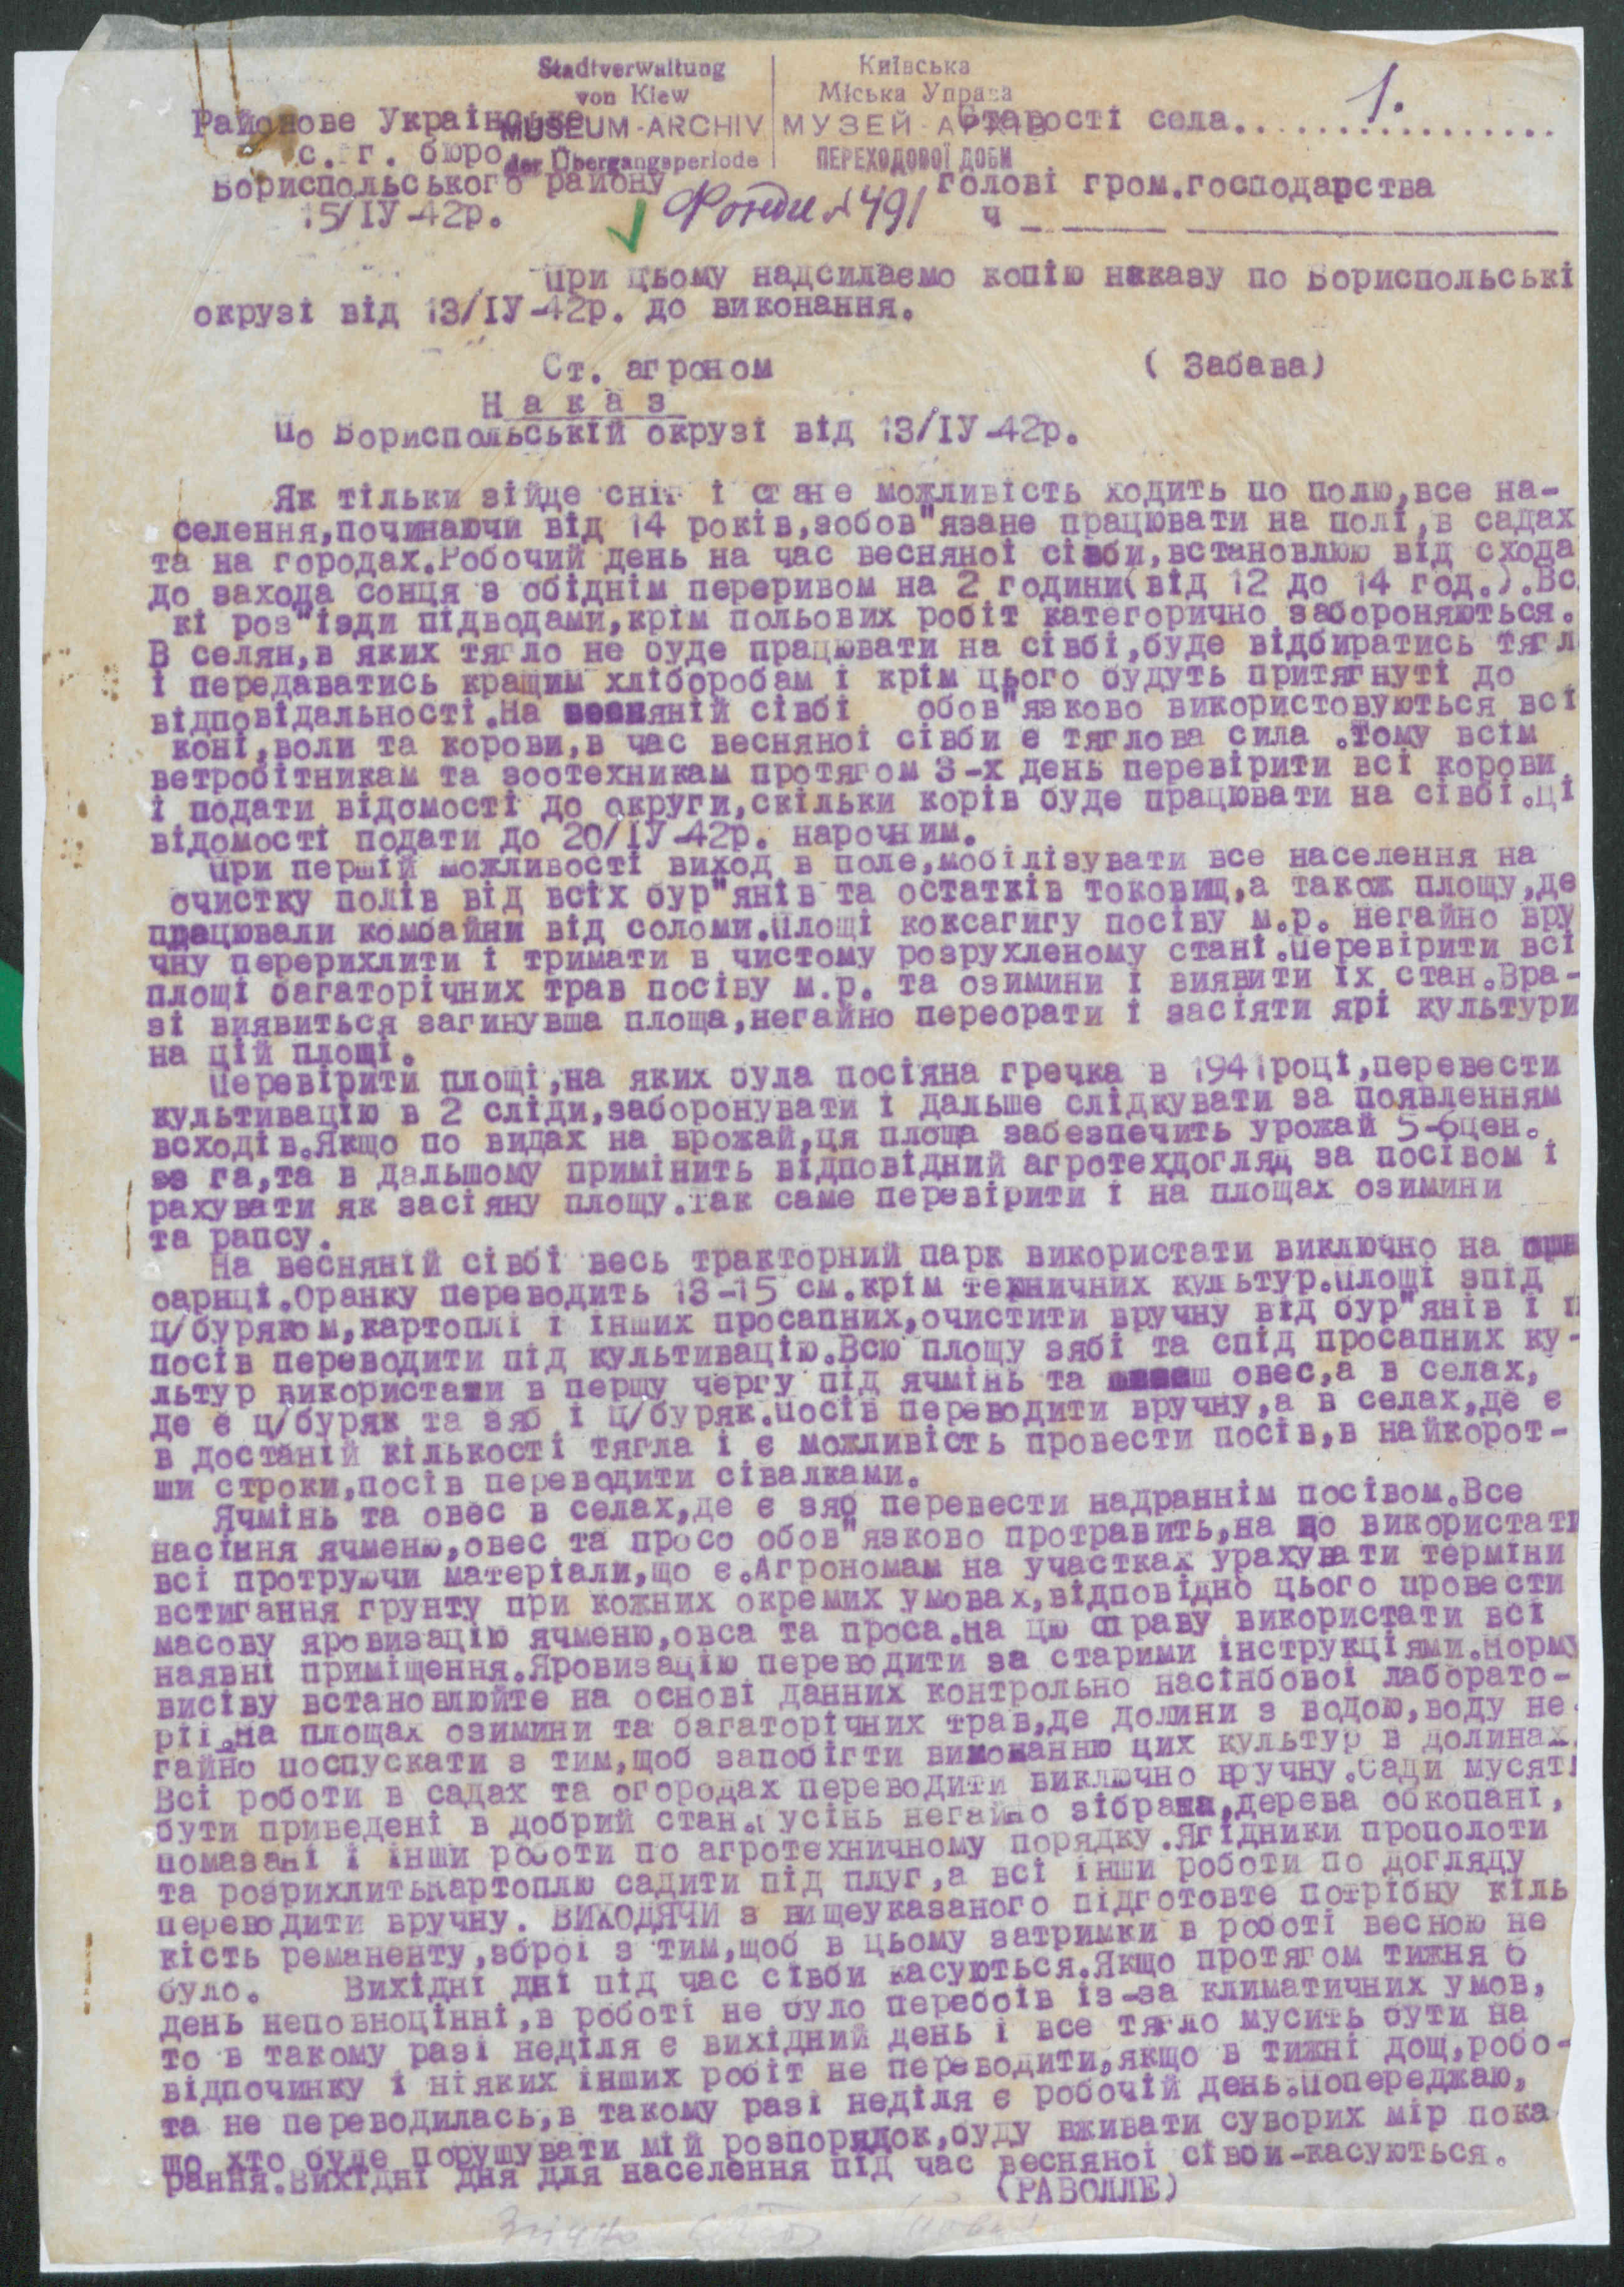 Stadtverwaltung
von Kiew
MUSEUM-ARCHIV
der Übergangsperiode
Київська
Міська Управа
МУЗЕЙ-АРХІВ
ПЕРЕХОДОВОЇ ДОБИ
1.
Районове Українське
с. г. бюро
Бориспольського району
15/ІУ-42р.
Фонди № 491
Старості села..................
голові гром.господарства
ч _ _____ ______________
При цьому надсилаємо копію наказу по Бориспольські
окрузі від 13/ІУ-42р. до виконання.
Ст. агроном ( Забава)
Н а к а з
По Бориспольській окрузі від 13/ІУ-42р.
Як тільки зійде сніг і стане можливість ходить по полю,все на-
селення,починаючи від 14 років,зобов"язане працювати на полі,в садах
та на городах.Робочий день на час весняної сівби,встановлюю від схода
до захода сонця з обіднім переривом на 2 години(від 12 до 14 год.).Вс
кі роз"їзди підводами,крім польових робіт категорично забороняються.
В селян,в яких тягло не буде працювати на сівбі,буде відбиратись тягл
і передаватись кращим хліборобам і крім цього будуть притягнуті до
відповідальності.На весняній сівбі обов"язково використовуються всі
коні,воли та корови,в час весняної сівби є тяглова сила .Тому всім
ветробітникам та зоотехникам протягом 3-х день перевірити всі корови
і подати відомості до округи,скільки корів буде працювати на сівбі.Ці
відомості подати до 20/ІУ-42р. нарочним.
При першій можливості виход в поле,мобілізувати все населення на
очистку полів від всіх бур"янів та остатків токовищ,а також площу,де
працювали комбайни від соломи.Площі коксагигу посіву м.р. негайно вру
чну перерихлити і тримати в чистому розрухленому стані.Перевірити всі
площі багаторічних трав посіву м.р. та озимини і виявити їх стан.Вра-
зі виявиться загинувша площа,негайно переорати і засіяти ярі культури
на цій площі.
Перевірити площі,на яких була посіяна гречка в 1941році,перевести
культивацію в 2 сліди,заборонувати і дальше слідкувати за появленням
всходів.Якщо по видах на врожай,ця площа забезпечить урожай 5-6цен.
зз га,та в дальшому примінить відповідний агротехдогляд за посівом і
рахувати як засіяну площу.Так саме перевірити і на площах озимини
та рапсу.
На весняній сівбі весь тракторний парк використати виключно на
оарнці.Оранку переводить 13-15 см.крім техничних культур.Площі зпід
ц/буряком,картоплі і інших просапних,очистити вручну від бур"янів і п
посів переводити під культивацію.Всю площу зябі та спід просапних ку-
льтур використати в першу чергу під ячмінь та овес,а в селах,
де є ц/буряк та зяб і ц/буряк.Посів переводити вручну,а в селах,де є
в достаній кількості тягла і є можливість провести посів,в найкорот-
ши строки,посів переводити сівалками.
Ячмінь та овес в селах,де є зяб перевести надраннім посівом.Все
насіння ячменю,овес та просо обов"язково протравить,на що використати
всі протруючи матеріали,що є.Агрономам на участках урахувати терміни
встигання грунту при кожних окремих умовах,відповідно цього провести
масову яровизацію ячменю,овса та проса.На цю справу використати всі
наявні приміщення.Яровизацію переводити за старими інструкціями.Норму
висіву встановлюйте на основі данних контрольно насінбової лаборато-
рії.На площах озимини та багаторічних трав,де долини з водою,воду не-
гайно поспускати з тим,щоб запобігти вимоканню цих культур в долинах.
Всі роботи в садах та огородах переводити виключно вручну.Сади мусять
бути приведені в добрий стан.Гусінь негайно зібрана,дерева обкопані,
помазані і інши роботи по агротехничному порядку.Ягідники прополоти
та розрихлитьКартоплю садити під плуг,а всі інши роботи по догляду
переводити вручну. ВИХОДЯЧИ з вищеуказаного підготовте потрібну кіль
кість реманенту,зброї з тим,щоб в цьому затримки в роботі весною не
було. Вихідні дні під час сівби касуються.Якщо протягом тижня 6
день неповноцінні,в роботі не було перебоїв із-за климатичних умов,
то в такому разі неділя є вихідний день і все тягло мусить бути на
відпочинку і ніяких інших робіт не переводити,якщо в тижні дощ,робо-
та не переводилась,в такому разі неділя є робочій день.Попереджаю,
що хто буде порушувати мій розпорядок,буду вживати суворих мір пока
рання.Вихідні дня для населення під час весняної сівби-касуються.
(РАВОЛЛЕ)